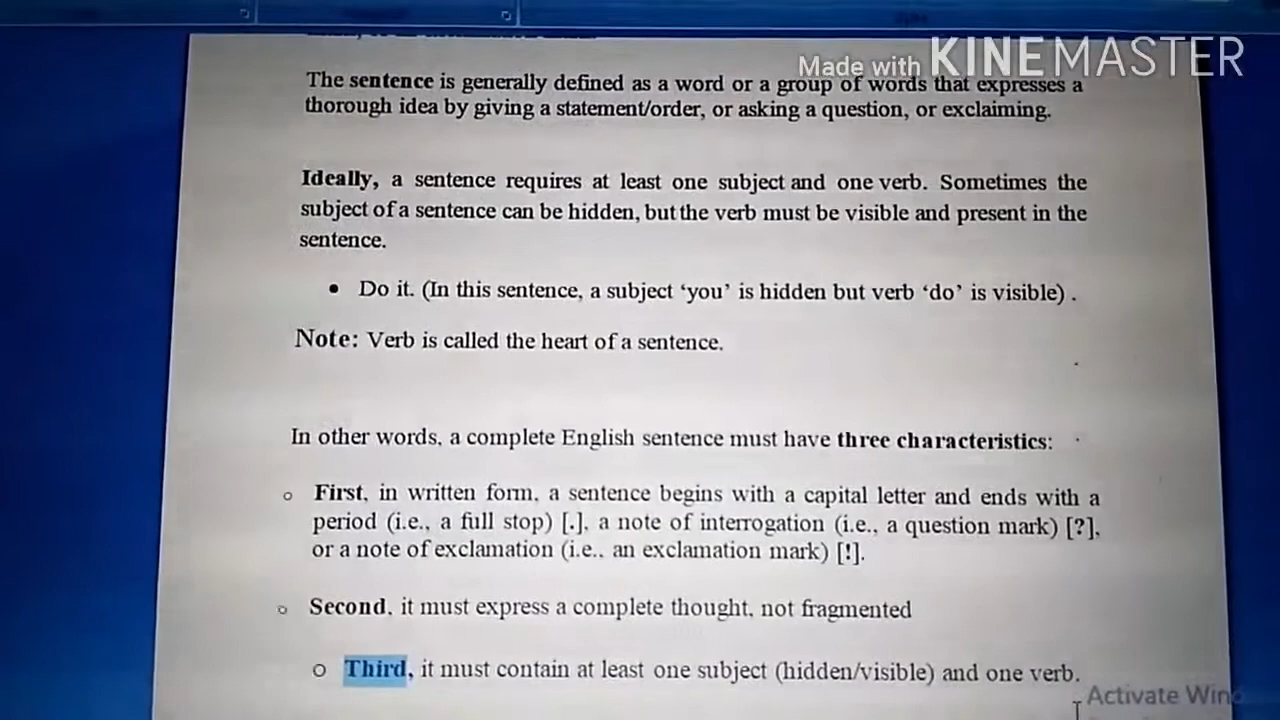 Made with KINEMASTER
The sentence is generally defined as a word or a group of words that expresses a
thorough idea by giving a statement/order, or asking a question, or exclaiming.
Ideally, a sentence requires at least one subject and one verb. Sometimes the
subject of a sentence can be hidden, but the verb must be visible and present in the
sentence.
• Do it. (In this sentence, a subject ‘you’ is hidden but verb ‘do’ is visible) .
Note: Verb is called the heart of a sentence.
In other words, a complete English sentence must have three characteristics:
o First, in written form, a sentence begins with a capital letter and ends with a
period (i.e., a full stop) [.], a note of interrogation (i.e., a question mark) [?],
or a note of exclamation (i.e.. an exclamation mark) [!].
o Second, it must express a complete thought, not fragmented
o Third, it must contain at least one subject (hidden/visible) and one verb.
Activate Wind